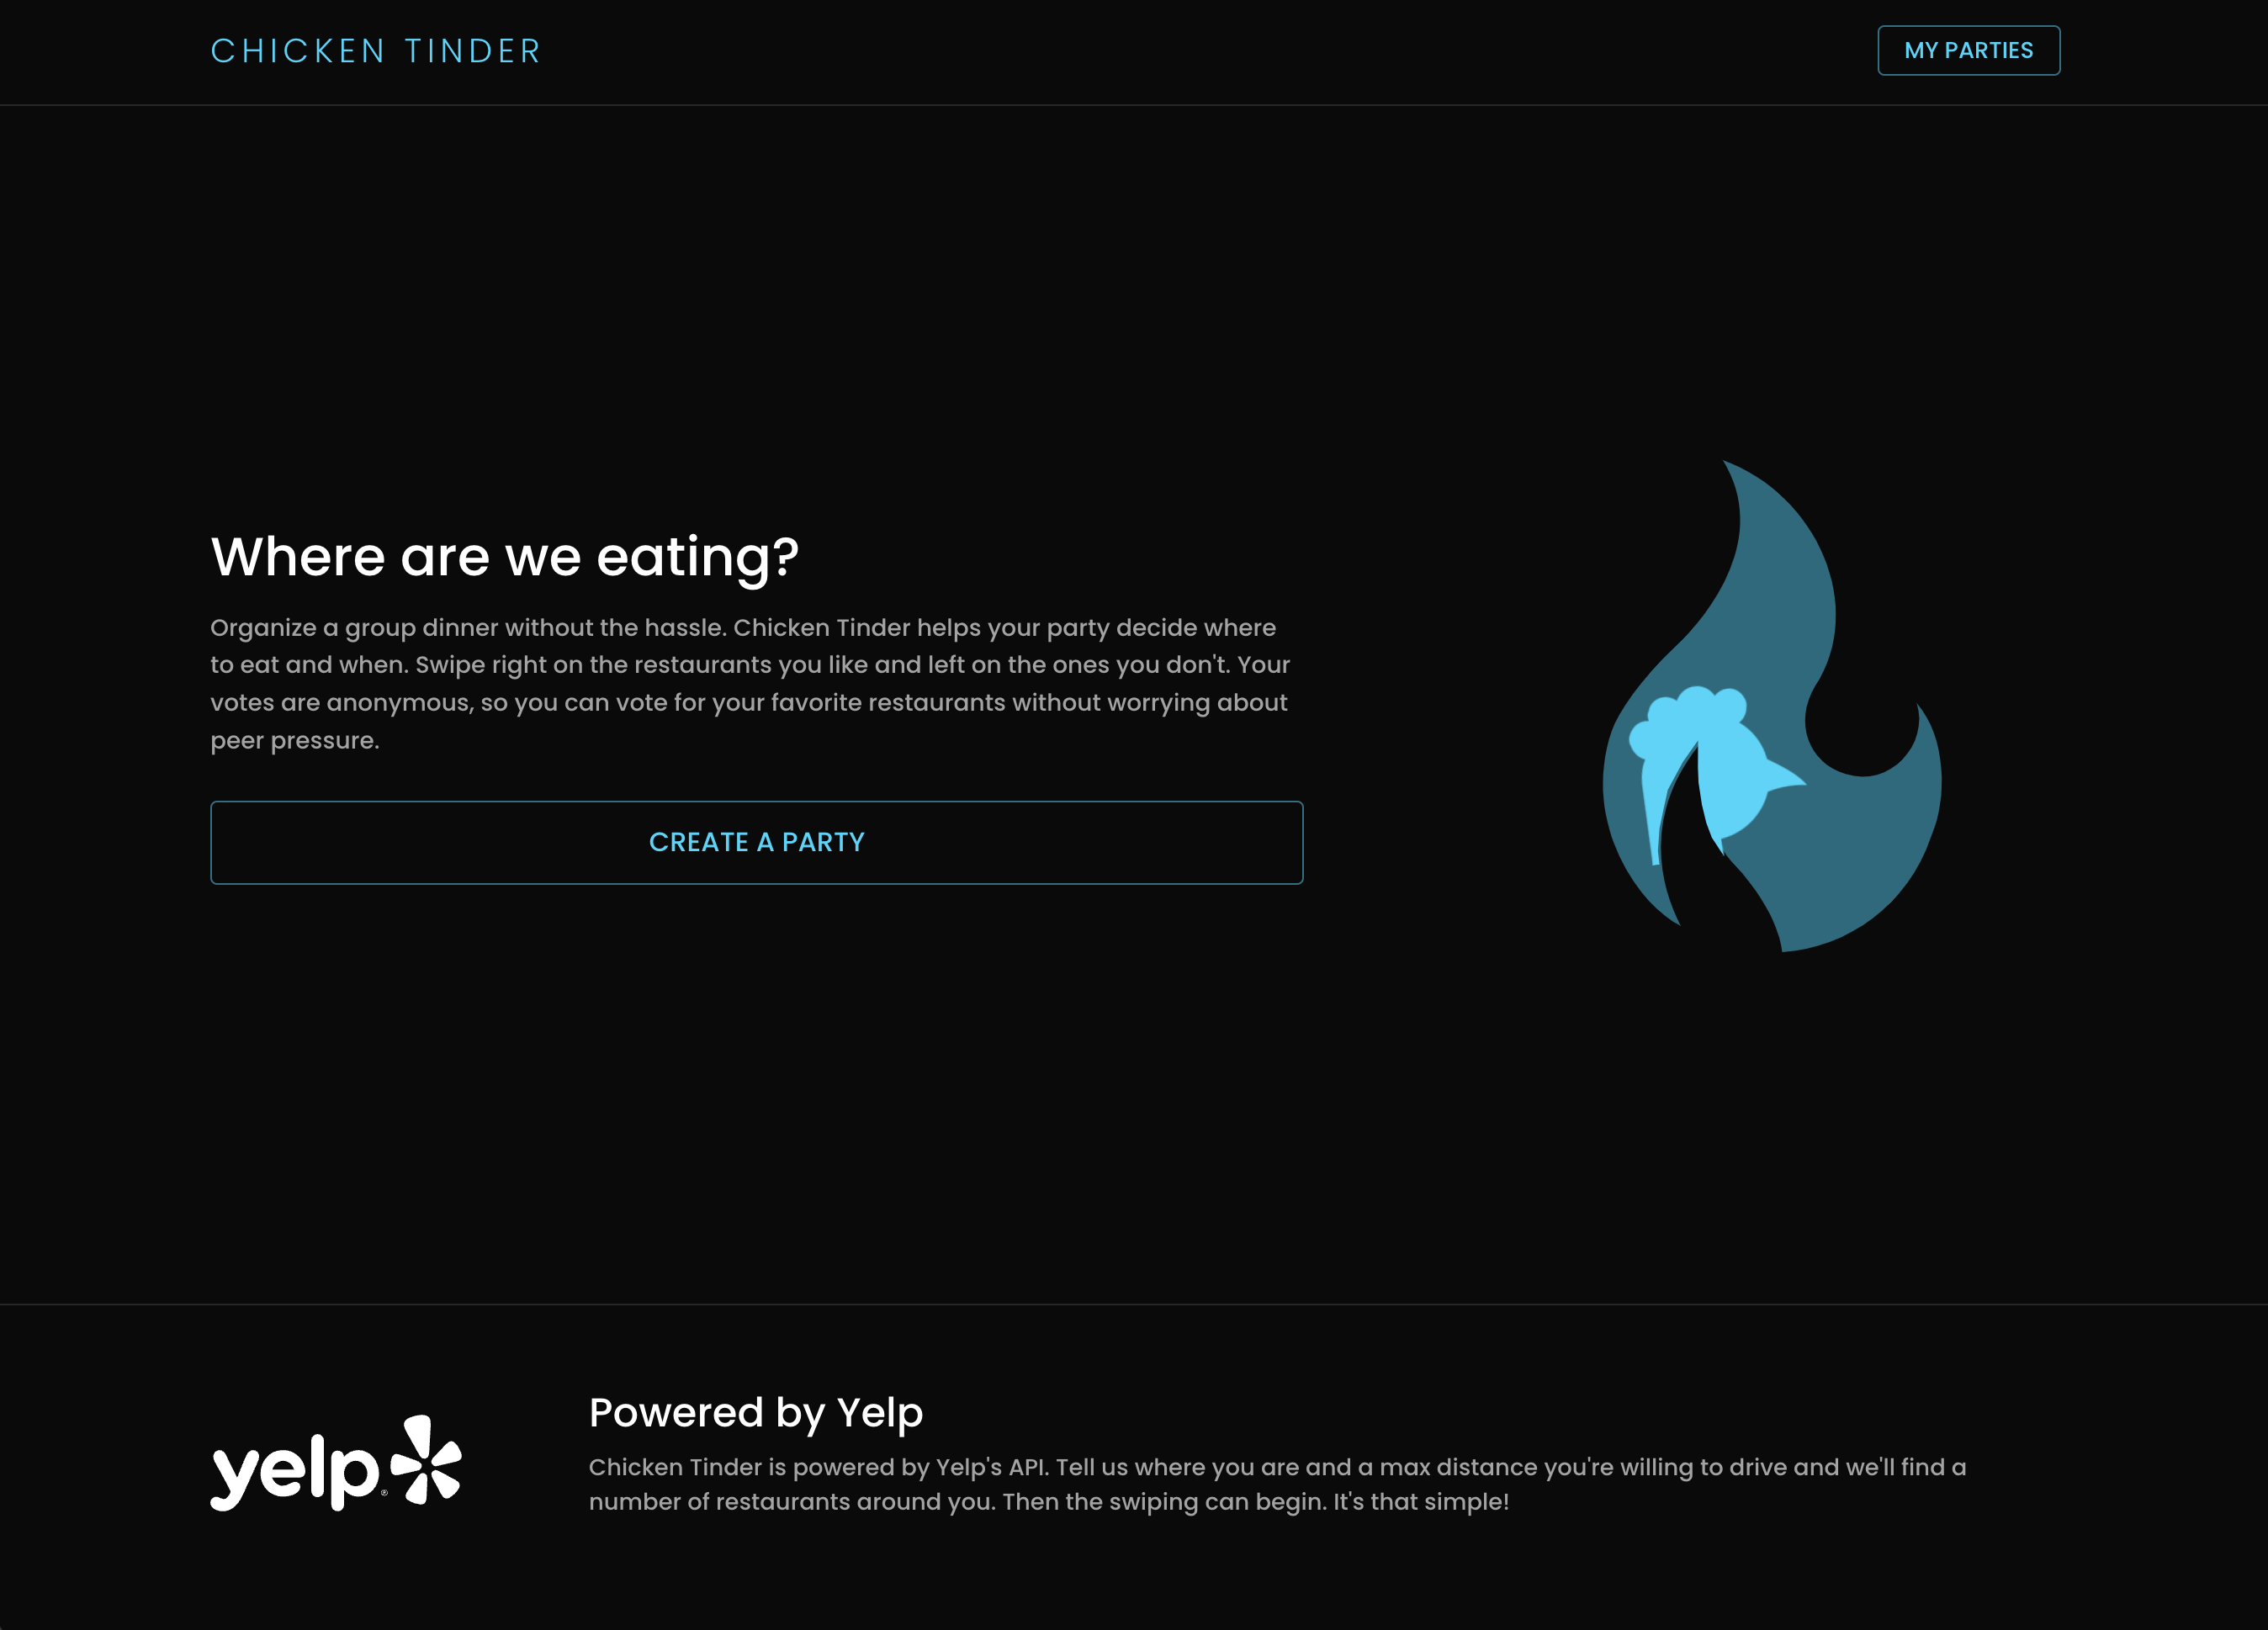 CHICKEN TINDER
MY PARTIES
Where are we eating?
Organize a group dinner without the hassle. Chicken Tinder helps your party decide where
to eat and when. Swipe right on the restaurants you like and left on the ones you don't. Your
votes are anonymous, so you can vote for your favorite restaurants without worrying about
peer pressure.
CREATE A PARTY
yelp®
Powered by Yelp
Chicken Tinder is powered by Yelp's API. Tell us where you are and a max distance you're willing to drive and we'll find a
number of restaurants around you. Then the swiping can begin. It's that simple!